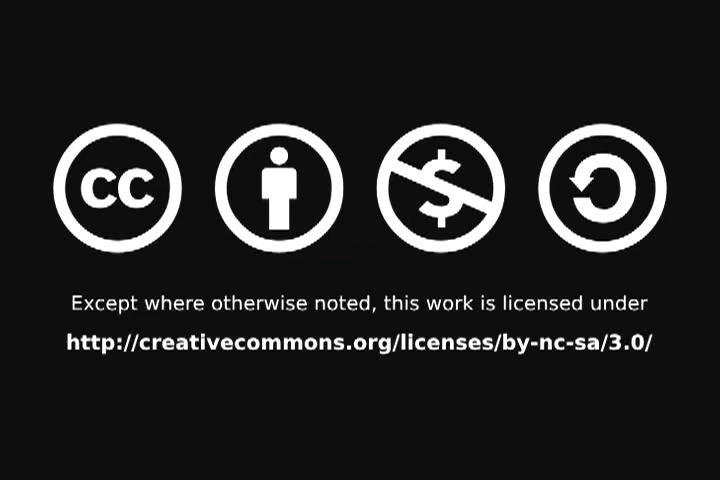 CC
$
Except where otherwise noted, this work is licensed under
http://creativecommons.org/licenses/by-nc-sa/3.0/